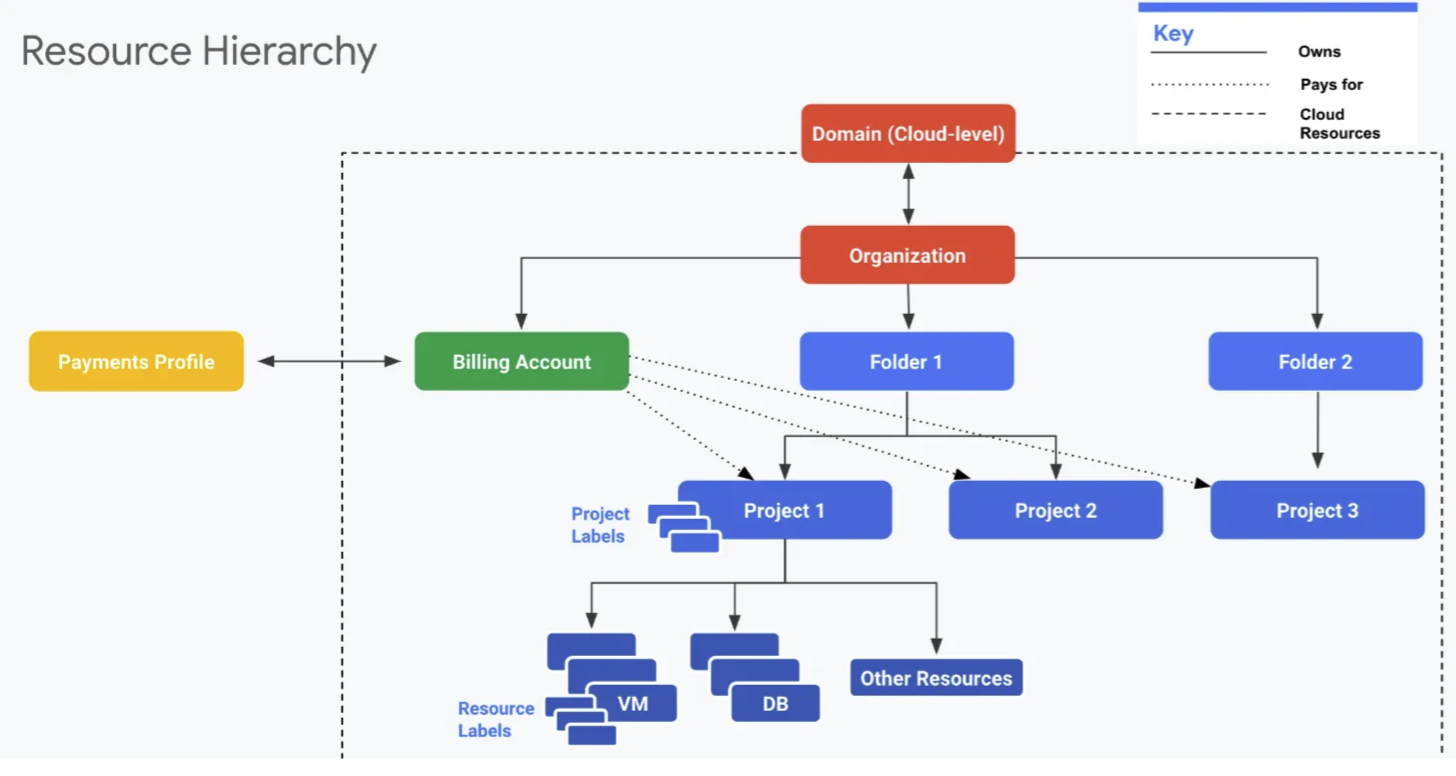 Resource Hierarchy
Key
Owns
Pays for
Cloud
Resources
Domain (Cloud-level)
Organization
Payments Profile
Billing Account
Folder 1
Folder 2
Project
Labels
Project 1
Project 2
Project 3
Resource
Labels
VM
DB
Other Resources